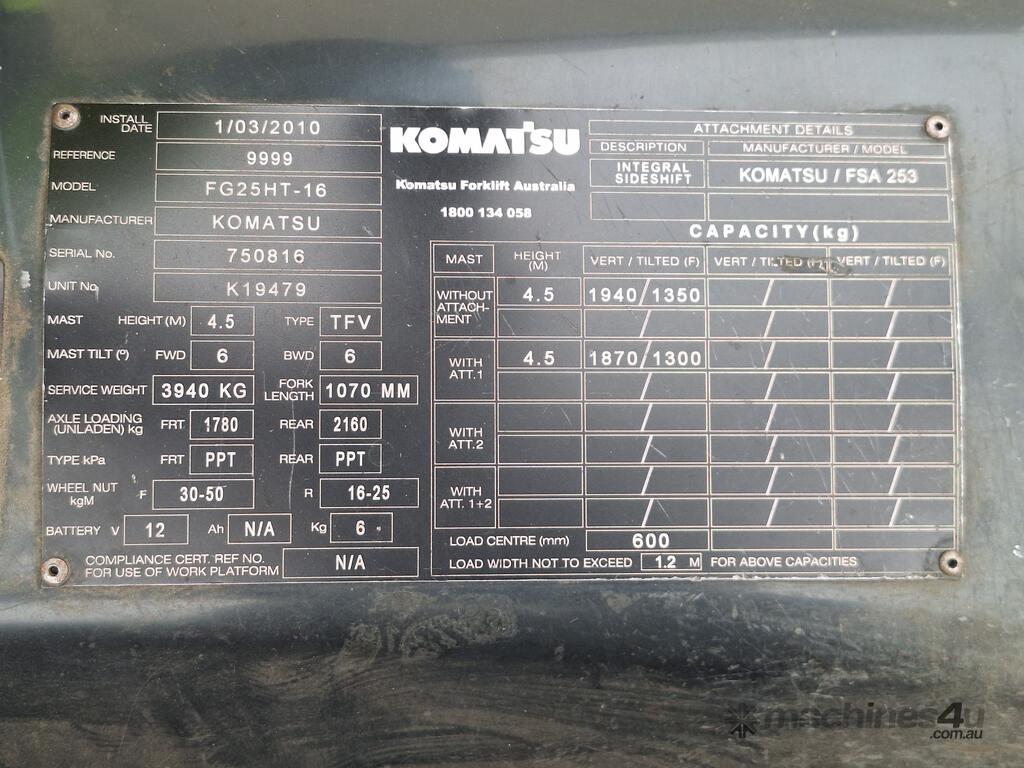 INSTALL DATE 1/03/2010
REFERENCE 9999
MODEL FG25HT-16
MANUFACTURER KOMATSU
SERIAL No. 750816
UNIT No K19479
MAST HEIGHT (M) 4.5 TYPE TFV
MAST TILT (º) FWD 6 BWD 6
SERVICE WEIGHT 3940 KG FORK LENGTH 1070 MM
AXLE LOADING (UNLADEN) kg FRT 1780 REAR 2160
TYPE kPa FRT PPT REAR PPT
WHEEL NUT kgM F 30-50 R 16-25
BATTERY V 12 Ah N/A Kg 6
COMPLIANCE CERT. REF NO.
FOR USE OF WORK PLATFORM N/A
KOMATSU
Komatsu Forklift Australia
1800 134 058
ATTACHMENT DETAILS
DESCRIPTION MANUFACTURER / MODEL
INTEGRAL SIDESHIFT KOMATSU / FSA 253
CAPACITY (kg)
MAST HEIGHT (M) VERT / TILTED (F) VERT / TILTED (F) VERT / TILTED (F)
WITHOUT ATTACH-MENT 4.5 1940/1350 / /
/ / /
WITH ATT.1 4.5 1870/1300 / /
/ / /
WITH ATT.2 / / /
/ / /
WITH ATT. 1+2 / / /
/ / /
LOAD CENTRE (mm) 600
LOAD WIDTH NOT TO EXCEED 1.2 M FOR ABOVE CAPACITIES
machines4u
.com.au